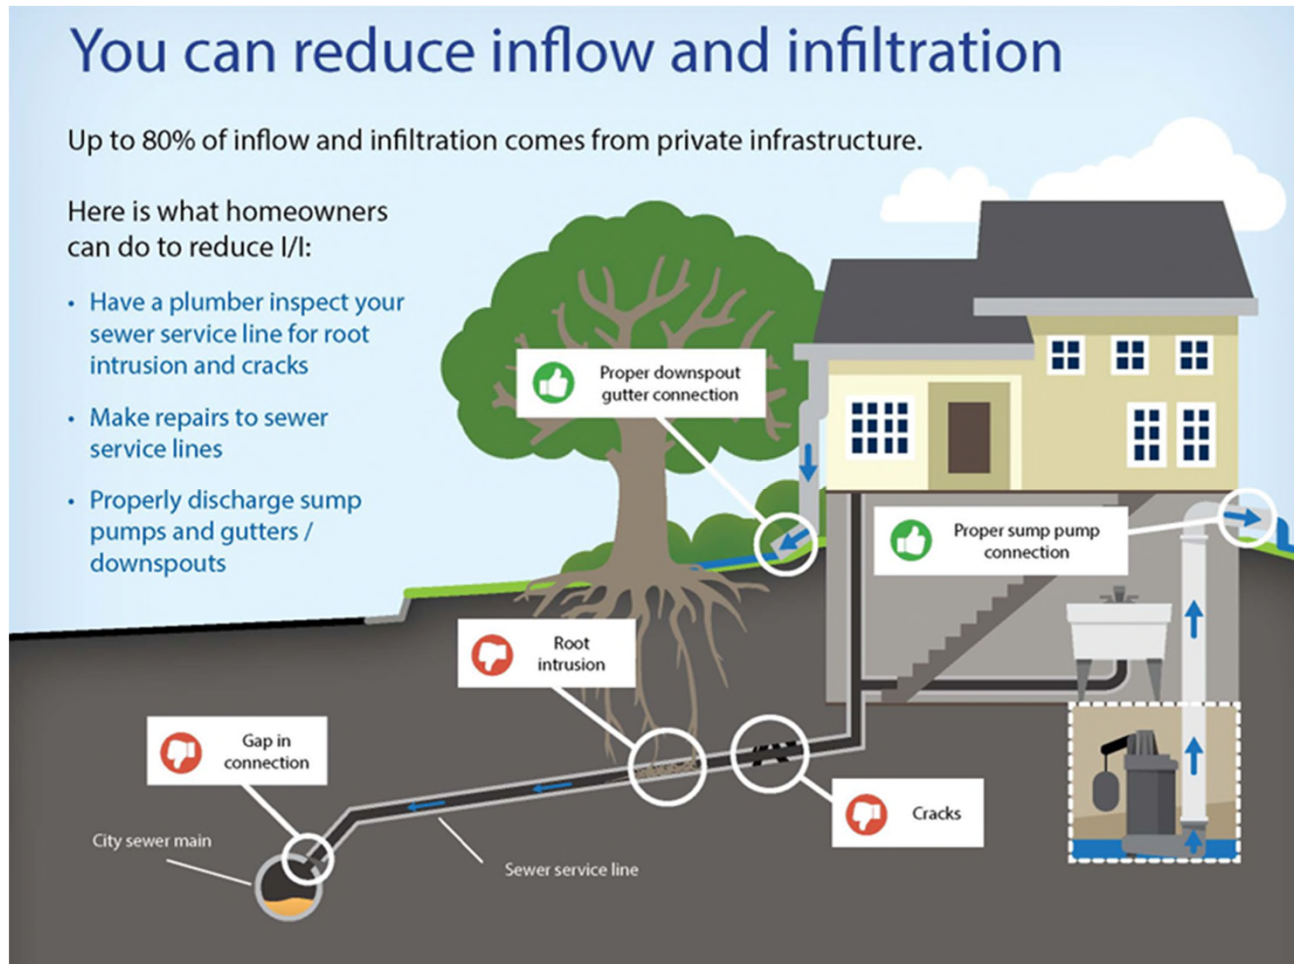 You can reduce inflow and infiltration
Up to 80% of inflow and infiltration comes from private infrastructure.
Here is what homeowners
can do to reduce I/I:
• Have a plumber inspect your
sewer service line for root
intrusion and cracks
• Make repairs to sewer
service lines
• Properly discharge sump
pumps and gutters /
downspouts
Proper downspout
gutter connection
Proper sump pump
connection
Root
intrusion
Gap in
connection
Cracks
City sewer main
Sewer service line